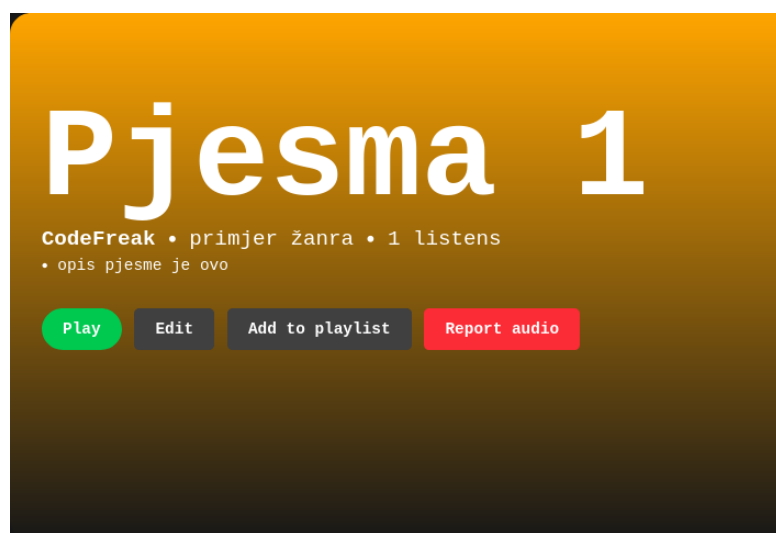 Pjesma 1
CodeFreak • primjer žanra • 1 listens
• opis pjesme je ovo
Play Edit Add to playlist Report audio